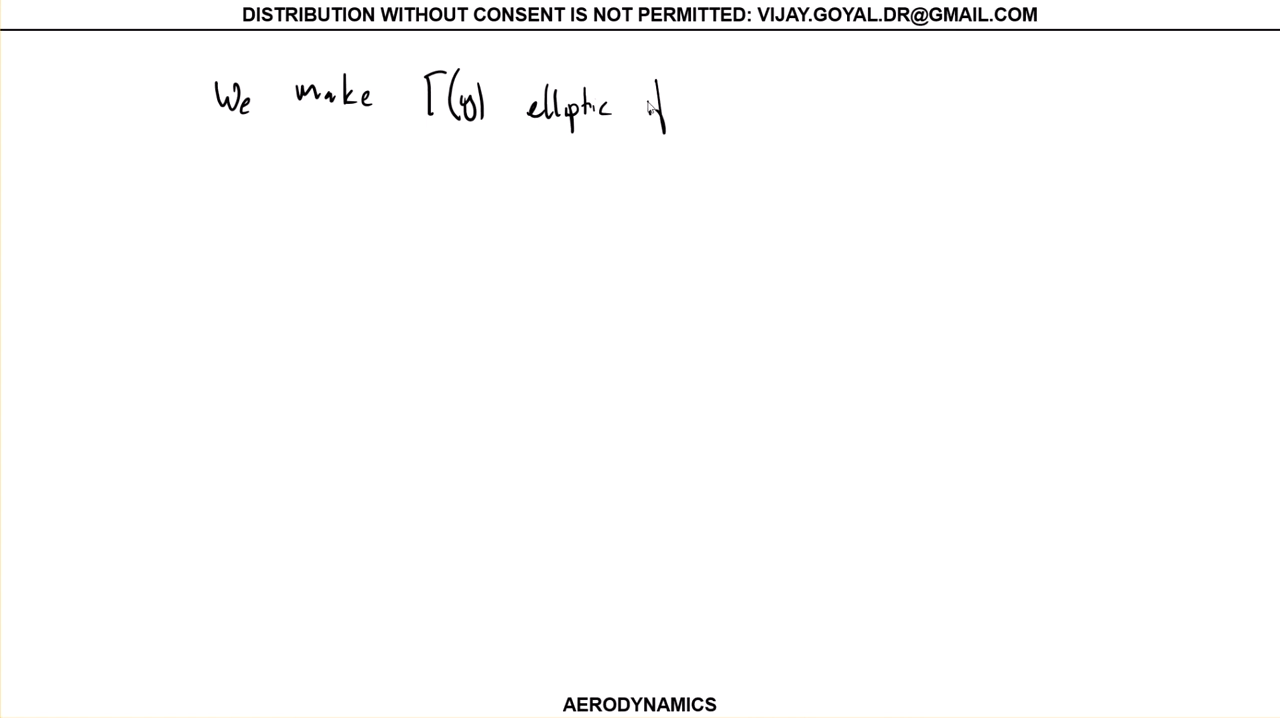 DISTRIBUTION WITHOUT CONSENT IS NOT PERMITTED: VIJAY.GOYAL.DR@GMAIL.COM
We make Γ(y) elliptic
AERODYNAMICS